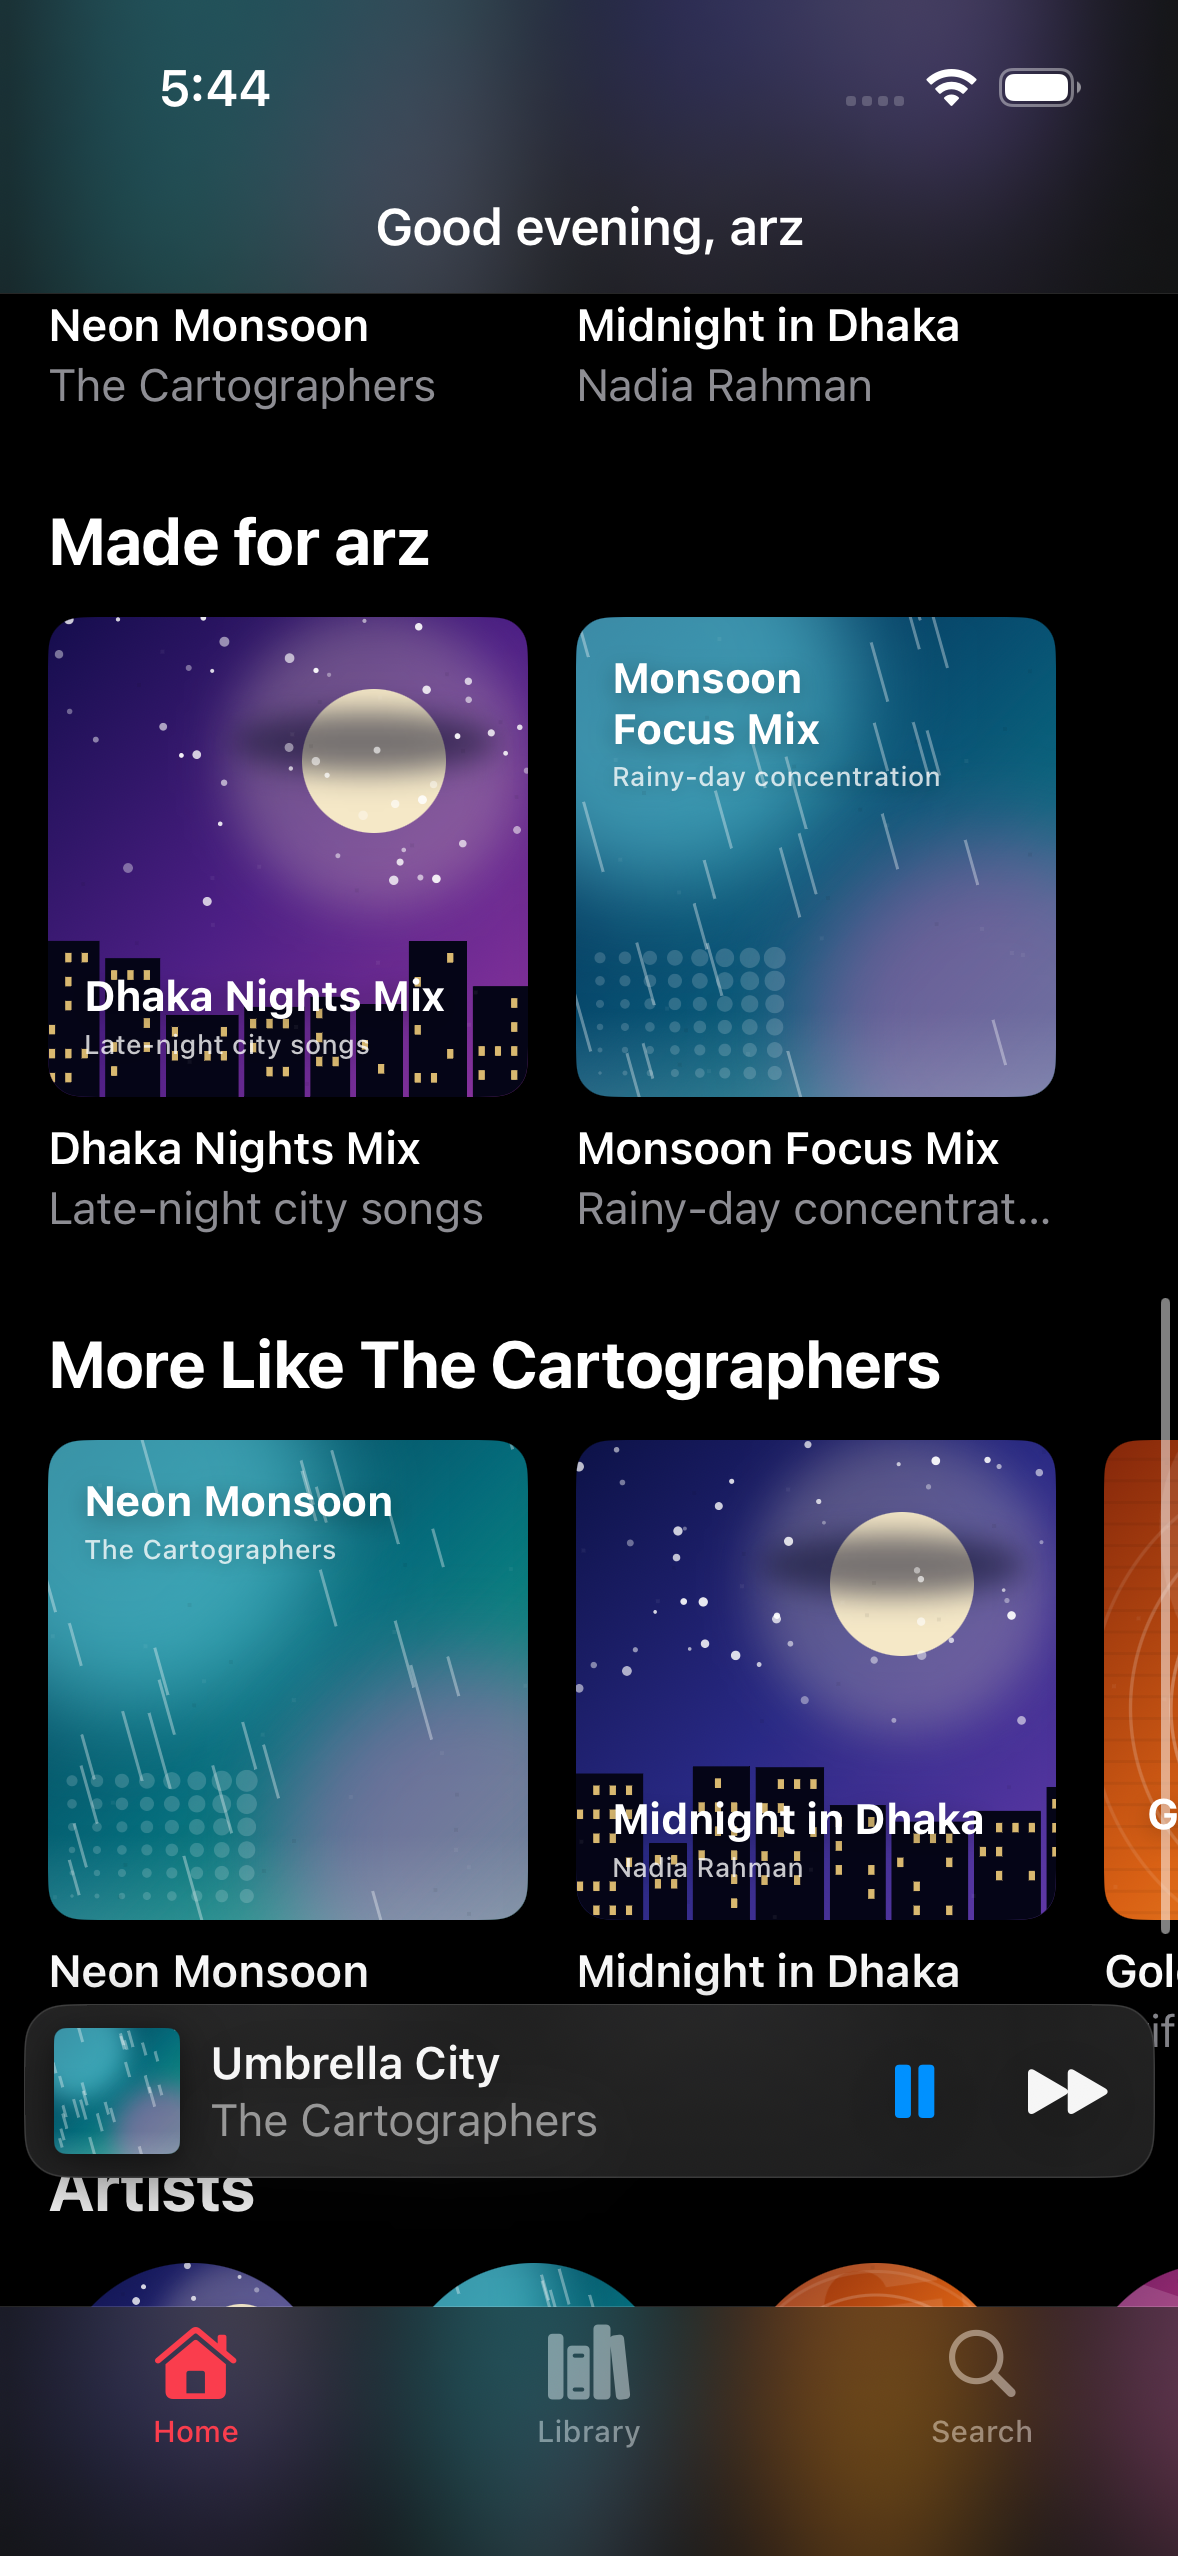 5:44
Good evening, arz
Neon Monsoon
Midnight in Dhaka
The Cartographers
Nadia Rahman
Made for arz
Monsoon
Focus Mix
Rainy-day concentration
Dhaka Nights Mix
Late-night city songs
Dhaka Nights Mix
Monsoon Focus Mix
Late-night city songs
Rainy-day concentrat...
More Like The Cartographers
Neon Monsoon
The Cartographers
Midnight in Dhaka
Nadia Rahman
G
Neon Monsoon
Midnight in Dhaka
Gol
Umbrella City
The Cartographers
Artists
Home
Library
Search